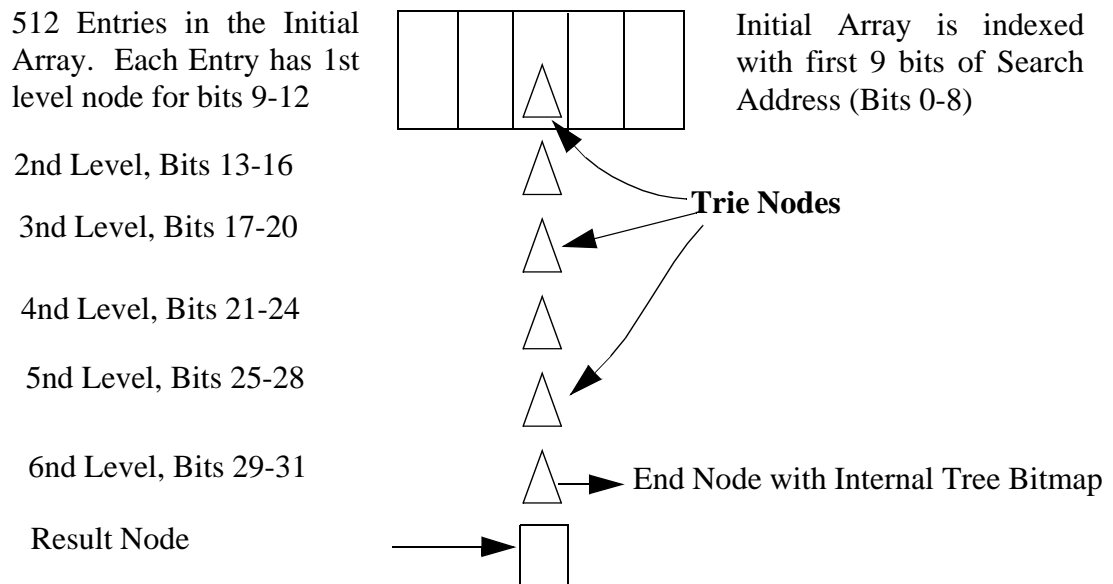 512 Entries in the Initial
Array. Each Entry has 1st
level node for bits 9-12
Initial Array is indexed
with first 9 bits of Search
Address (Bits 0-8)
2nd Level, Bits 13-16
Trie Nodes
3nd Level, Bits 17-20
4nd Level, Bits 21-24
5nd Level, Bits 25-28
6nd Level, Bits 29-31
End Node with Internal Tree Bitmap
Result Node